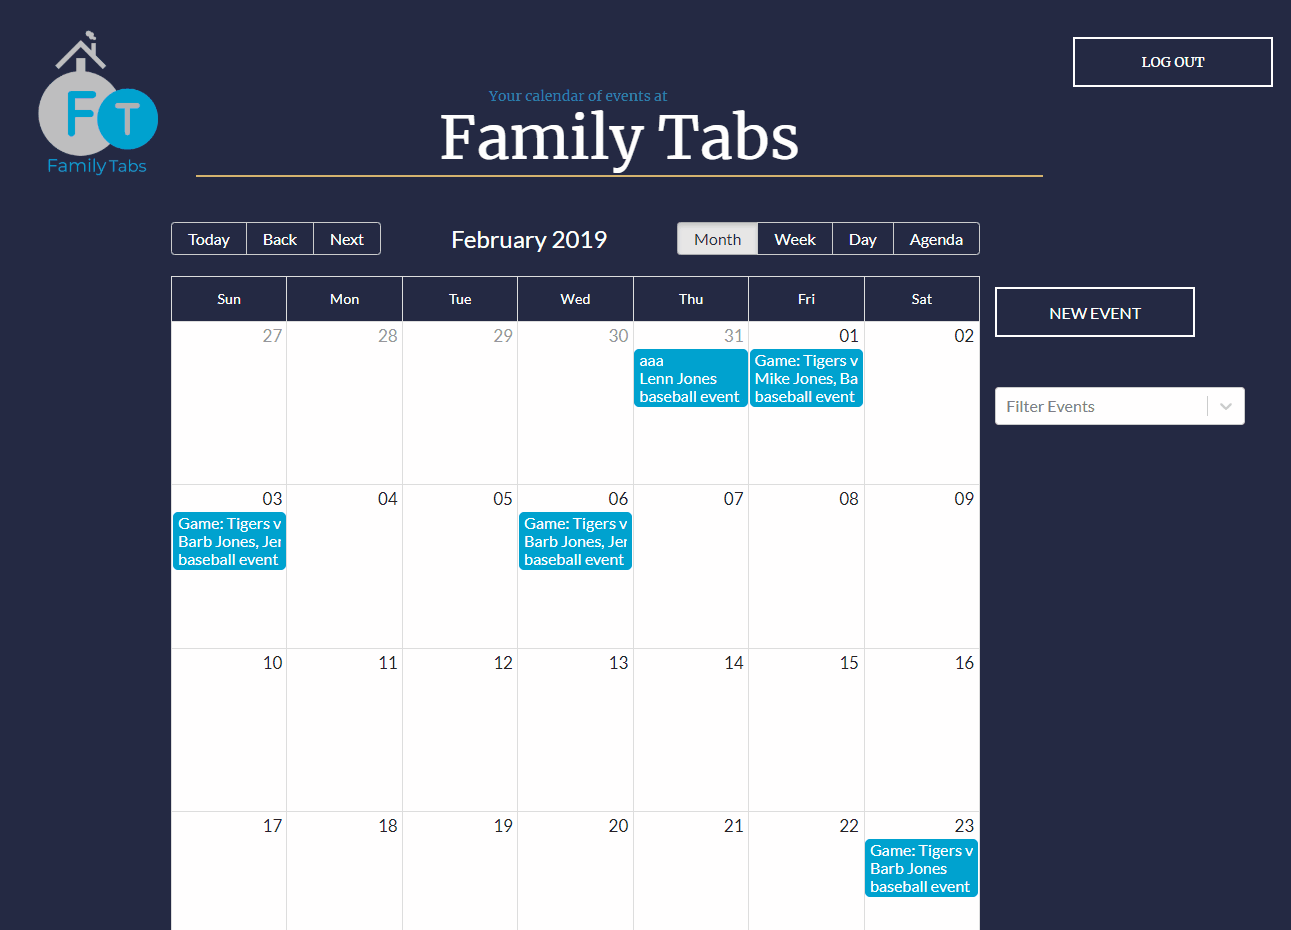 FT
Family Tabs
LOG OUT
Your calendar of events at
Family Tabs
Today Back Next
February 2019
Month Week Day Agenda
Sun Mon Tue Wed Thu Fri Sat
NEW EVENT
Filter Events
27 28 29 30 31 01 02
aaa
Lenn Jones
baseball event
Game: Tigers v
Mike Jones, Ba
baseball event
03 04 05 06 07 08 09
Game: Tigers v
Barb Jones, Jer
baseball event
Game: Tigers v
Barb Jones, Jer
baseball event
10 11 12 13 14 15 16
17 18 19 20 21 22 23
Game: Tigers v
Barb Jones
baseball event